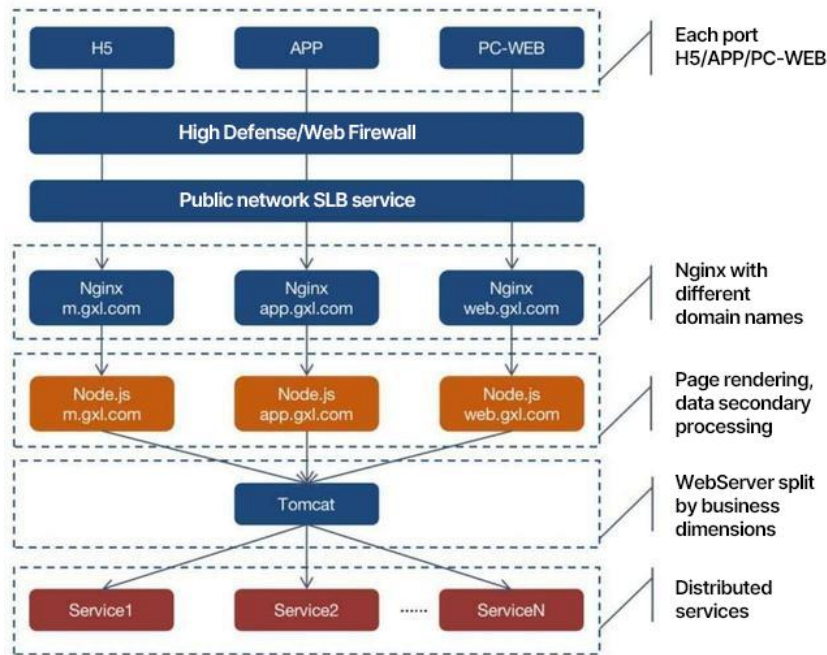 H5
APP
PC-WEB
Each port
H5/APP/PC-WEB
High Defense/Web Firewall
Public network SLB service
Nginx
m.gxl.com
Nginx
app.gxl.com
Nginx
web.gxl.com
Nginx with
different
domain names
Node.js
m.gxl.com
Node.js
app.gxl.com
Node.js
web.gxl.com
Page rendering,
data secondary
processing
Tomcat
WebServer split
by business
dimensions
Service1
Service2
......
ServiceN
Distributed
services